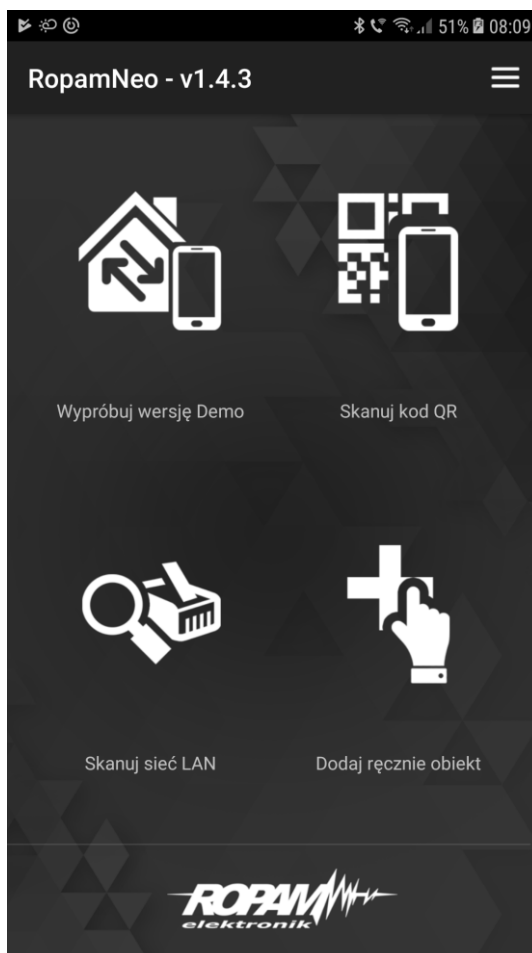 51% 08:09
RopamNeo - v1.4.3
Wypróbuj wersję Demo
Skanuj kod QR
Skanuj sieć LAN
Dodaj ręcznie obiekt
ROPAM
elektronik